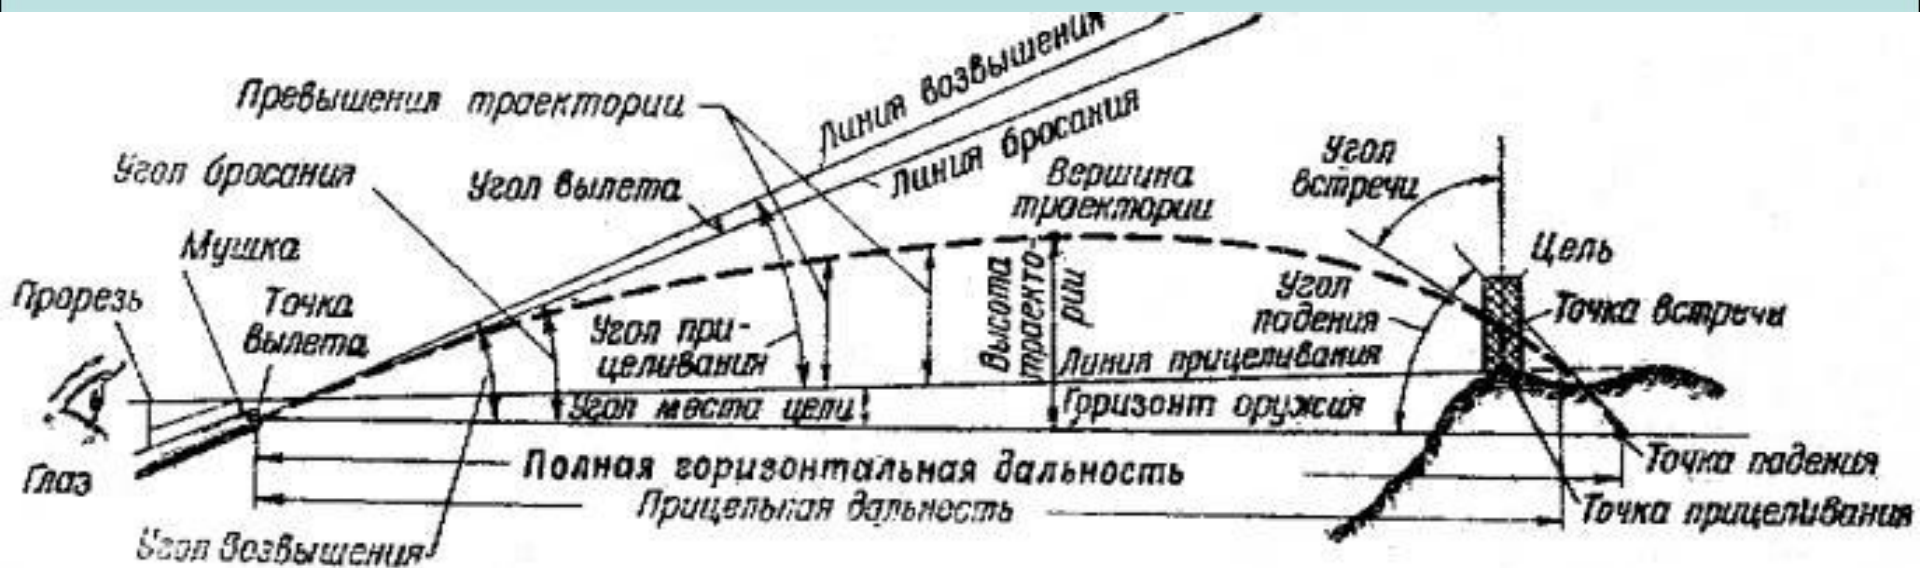 Линия возвышения
Линия бросания
Превышения траектории
Угол бросания
Угол вылета
Вершина
траектории
Угол
встречи
Мушка
Прорезь
Точка
вылета
Угол при-
целивания
Высота
траекто-
рии
Угол
падения
Цель
Точка встречи
Линия прицеливания
Угол места цели
Горизонт оружия
Глаз
Полная горизонтальная дальность
Точка падения
Прицельная дальность
Точка прицеливания
Угол возвышения